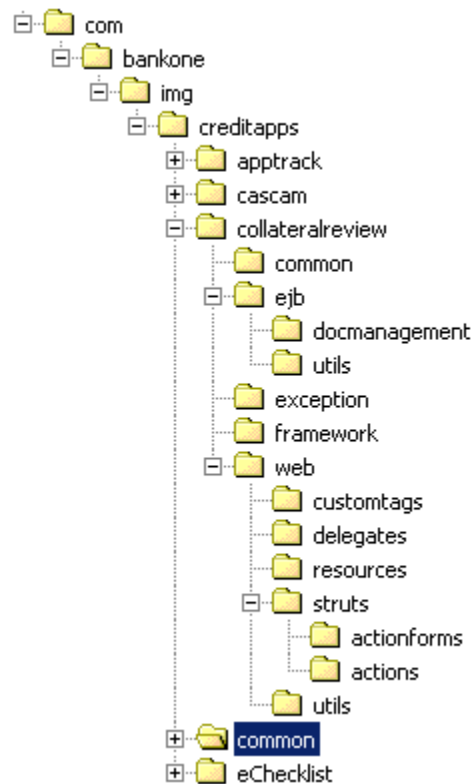 com
bankone
img
creditapps
apptrack
cascam
collateralreview
common
ejb
docmanagement
utils
exception
framework
web
customtags
delegates
resources
struts
actionforms
actions
utils
common
eChecklist